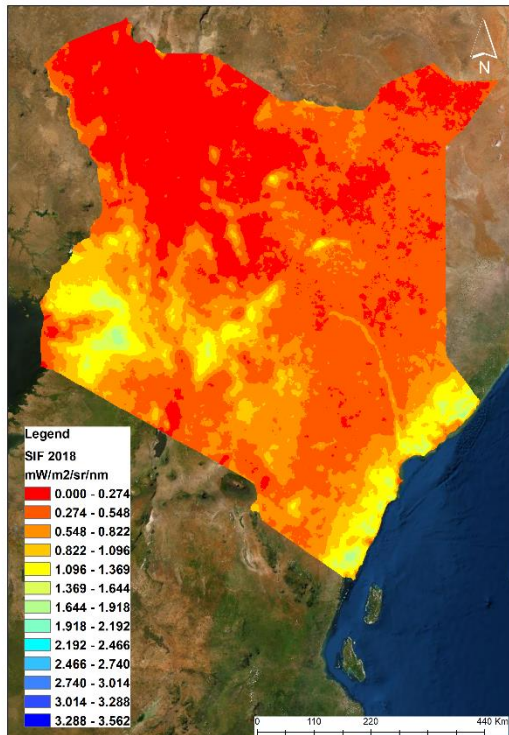 N
Legend
SIF 2018
mW/m2/sr/nm
0.000 - 0.274
0.274 - 0.548
0.548 - 0.822
0.822 - 1.096
1.096 - 1.369
1.369 - 1.644
1.644 - 1.918
1.918 - 2.192
2.192 - 2.466
2.466 - 2.740
2.740 - 3.014
3.014 - 3.288
3.288 - 3.562
0 110 220 440 Km